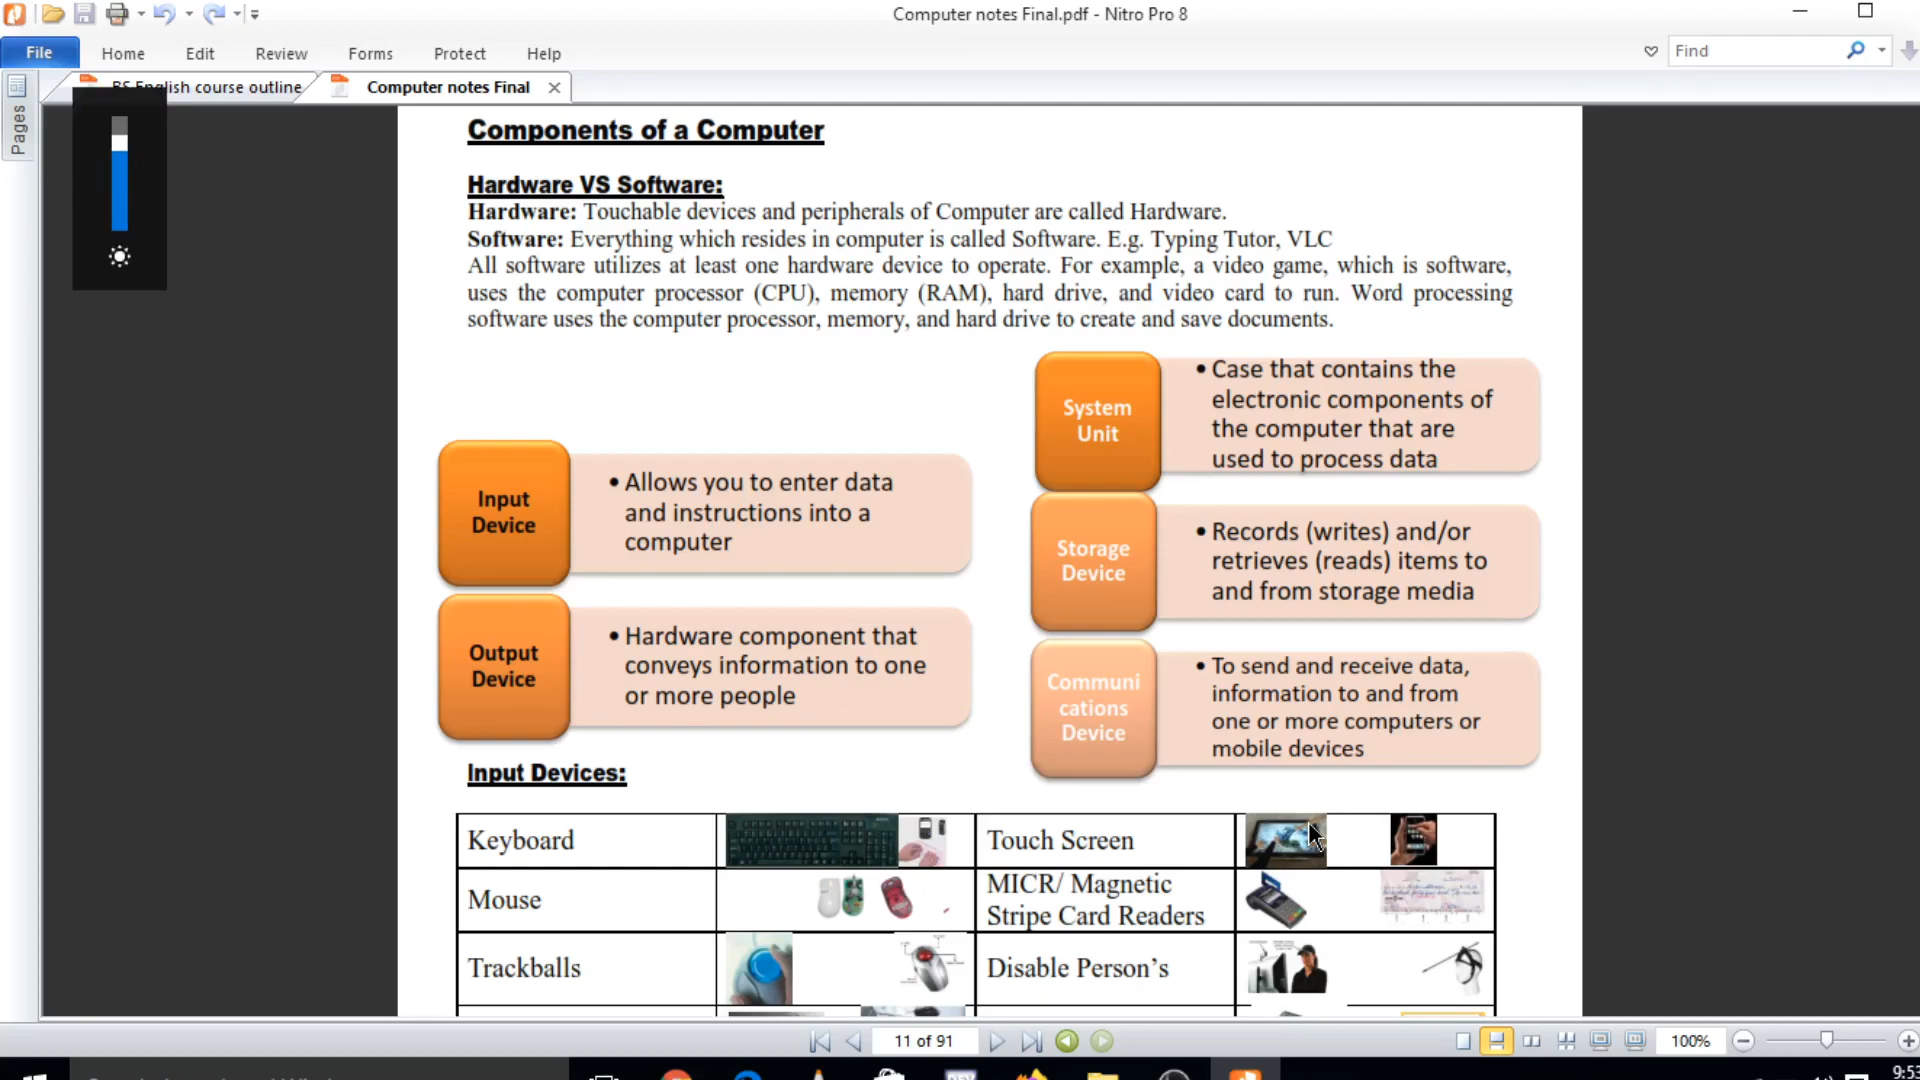 Computer notes Final.pdf - Nitro Pro 8
File Home Edit Review Forms Protect Help
Find
BS English course outline
Computer notes Final
Pages
Components of a Computer
Hardware VS Software:
Hardware: Touchable devices and peripherals of Computer are called Hardware.
Software: Everything which resides in computer is called Software. E.g. Typing Tutor, VLC
All software utilizes at least one hardware device to operate. For example, a video game, which is software,
uses the computer processor (CPU), memory (RAM), hard drive, and video card to run. Word processing
software uses the computer processor, memory, and hard drive to create and save documents.
Input
Device
• Allows you to enter data
and instructions into a
computer
Output
Device
• Hardware component that
conveys information to one
or more people
System
Unit
• Case that contains the
electronic components of
the computer that are
used to process data
Storage
Device
• Records (writes) and/or
retrieves (reads) items to
and from storage media
Communi
cations
Device
• To send and receive data,
information to and from
one or more computers or
mobile devices
Input Devices:
Keyboard
Touch Screen
Mouse
MICR/ Magnetic
Stripe Card Readers
Trackballs
Disable Person's
11 of 91
100%
9:53